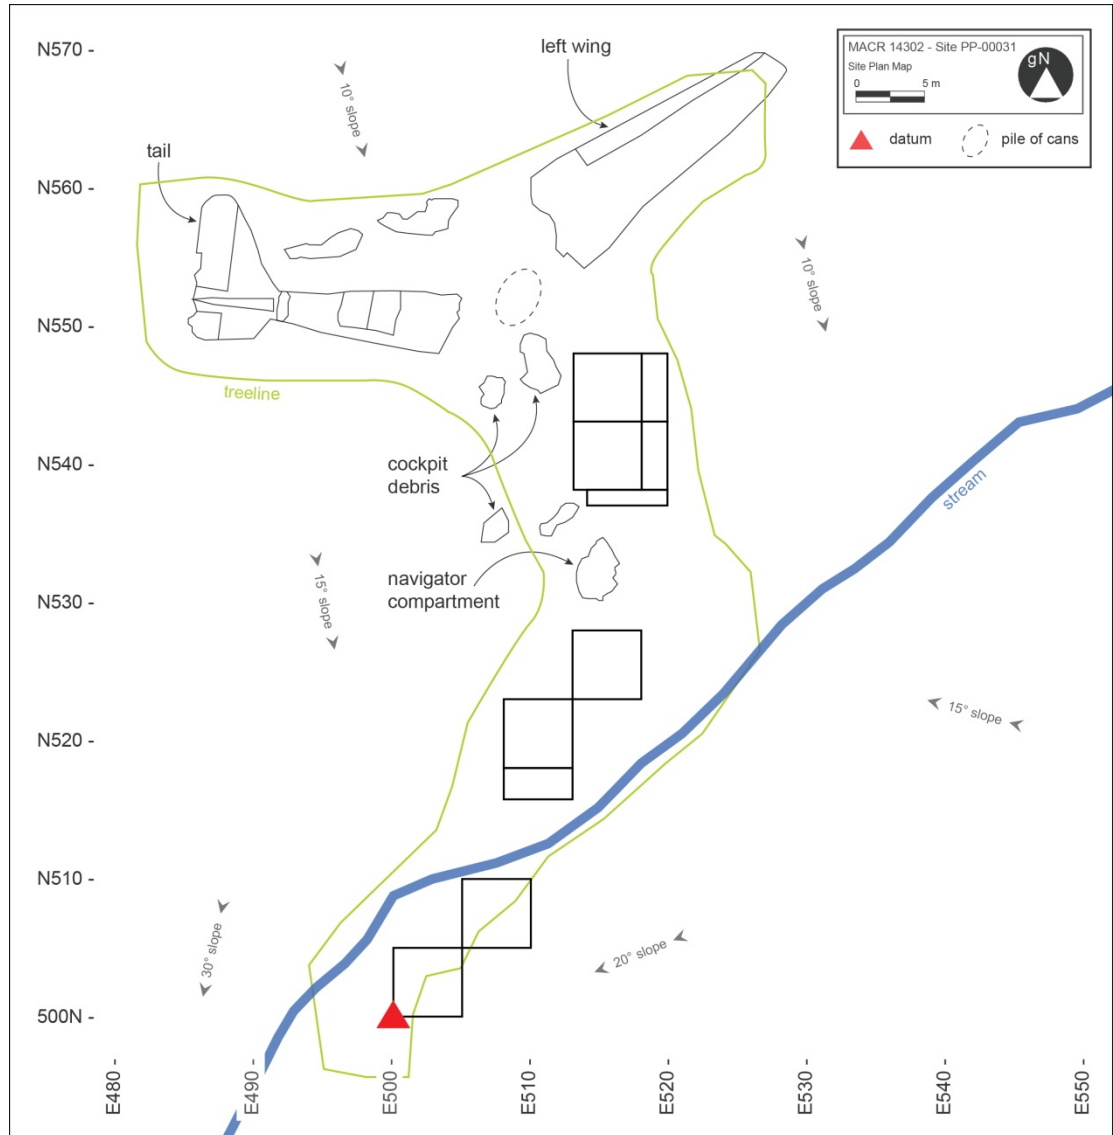 MACR 14302 - Site PP-00031
Site Plan Map
0 5 m
gN
datum
pile of cans
left wing
tail
10° slope
10° slope
treeline
cockpit
debris
navigator
compartment
stream
15° slope
15° slope
30° slope
20° slope
N570 -
N560 -
N550 -
N540 -
N530 -
N520 -
N510 -
500N -
E480 -
E490 -
E500 -
E510 -
E520 -
E530 -
E540 -
E550 -